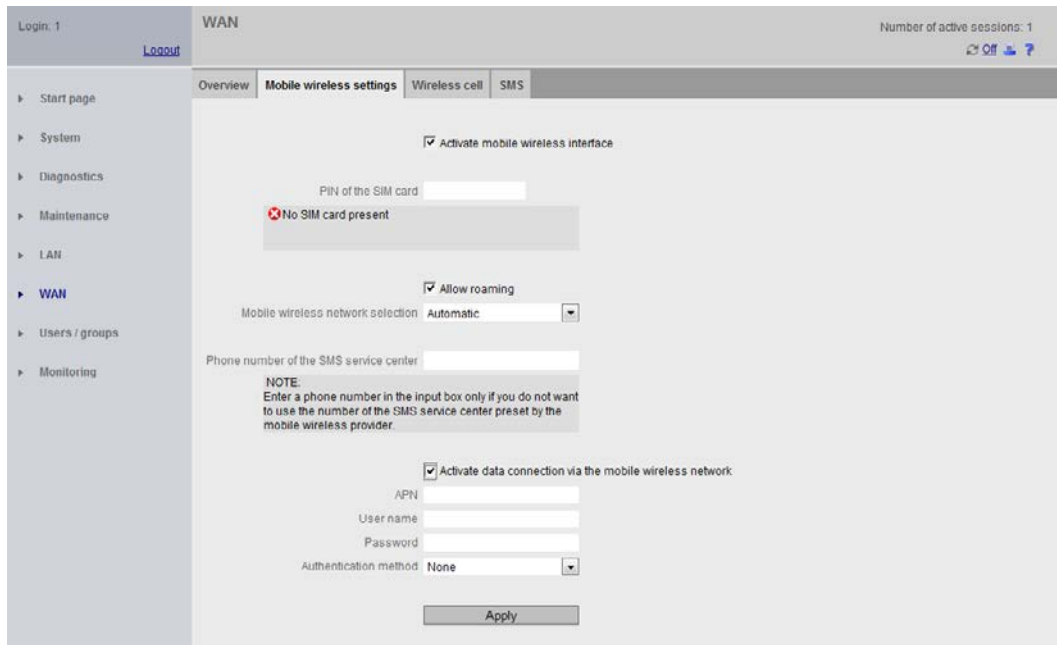 Login: 1
Logout
WAN
Number of active sessions: 1
Off ?
Start page
System
Diagnostics
Maintenance
LAN
WAN
Users / groups
Monitoring
Overview Mobile wireless settings Wireless cell SMS
Activate mobile wireless interface
PIN of the SIM card
No SIM card present
Allow roaming
Mobile wireless network selection Automatic
Phone number of the SMS service center
NOTE:
Enter a phone number in the input box only if you do not want
to use the number of the SMS service center preset by the
mobile wireless provider.
Activate data connection via the mobile wireless network
APN
User name
Password
Authentication method None
Apply